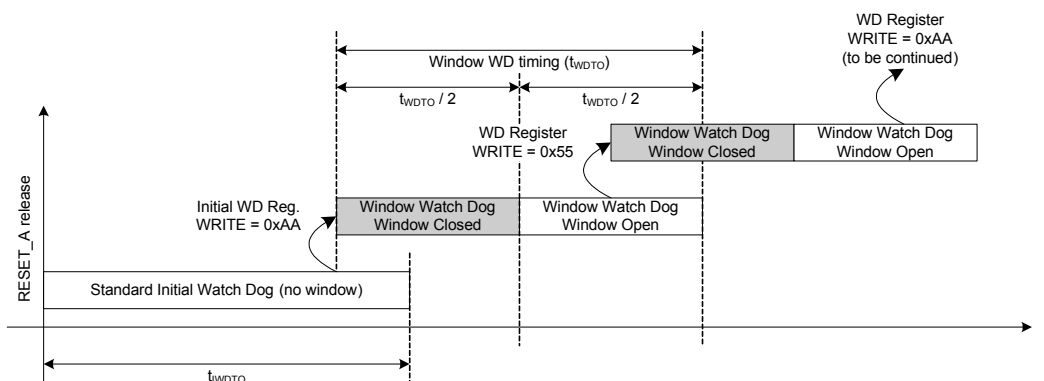 WD Register
WRITE = 0xAA
(to be continued)
Window WD timing (tWDTO)
tWDTO / 2
tWDTO / 2
WD Register
WRITE = 0x55
Window Watch Dog
Window Closed
Window Watch Dog
Window Open
RESET_A release
Initial WD Reg.
WRITE = 0xAA
Window Watch Dog
Window Closed
Window Watch Dog
Window Open
Standard Initial Watch Dog (no window)
tIWDTO